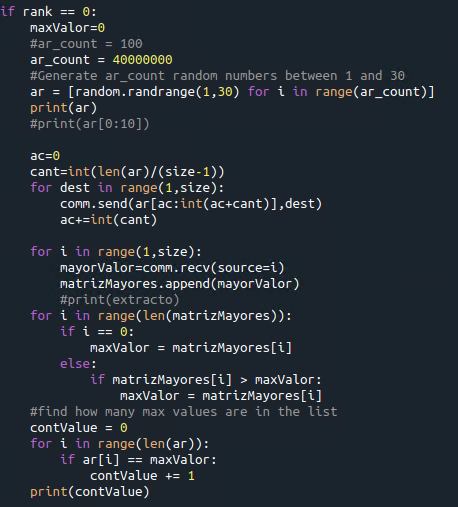 if rank == 0:
    maxValor=0
    #ar_count = 100
    ar_count = 40000000
    #Generate ar_count random numbers between 1 and 30
    ar = [random.randrange(1,30) for i in range(ar_count)]
    print(ar)
    #print(ar[0:10])

    ac=0
    cant=int(len(ar)/(size-1))
    for dest in range(1,size):
        comm.send(ar[ac:int(ac+cant)],dest)
        ac+=int(cant)

    for i in range(1,size):
        mayorValor=comm.recv(source=i)
        matrizMayores.append(mayorValor)
        #print(extracto)
    for i in range(len(matrizMayores)):
        if i == 0:
            maxValor = matrizMayores[i]
        else:
            if matrizMayores[i] > maxValor:
                maxValor = matrizMayores[i]
    #find how many max values are in the list
    contValue = 0
    for i in range(len(ar)):
        if ar[i] == maxValor:
            contValue += 1
    print(contValue)